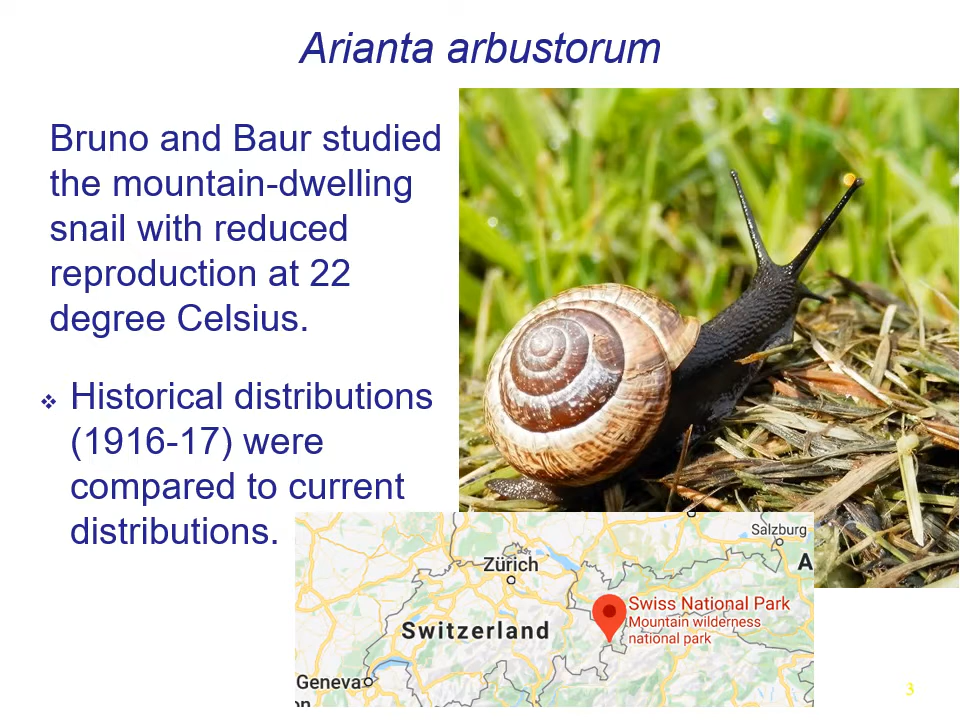 Arianta arbustorum
Bruno and Baur studied
the mountain-dwelling
snail with reduced
reproduction at 22
degree Celsius.
❖ Historical distributions
(1916-17) were
compared to current
distributions.
Salzburg
Zürich
A
Swiss National Park
Mountain wilderness
national park
Switzerland
Geneva
on
3